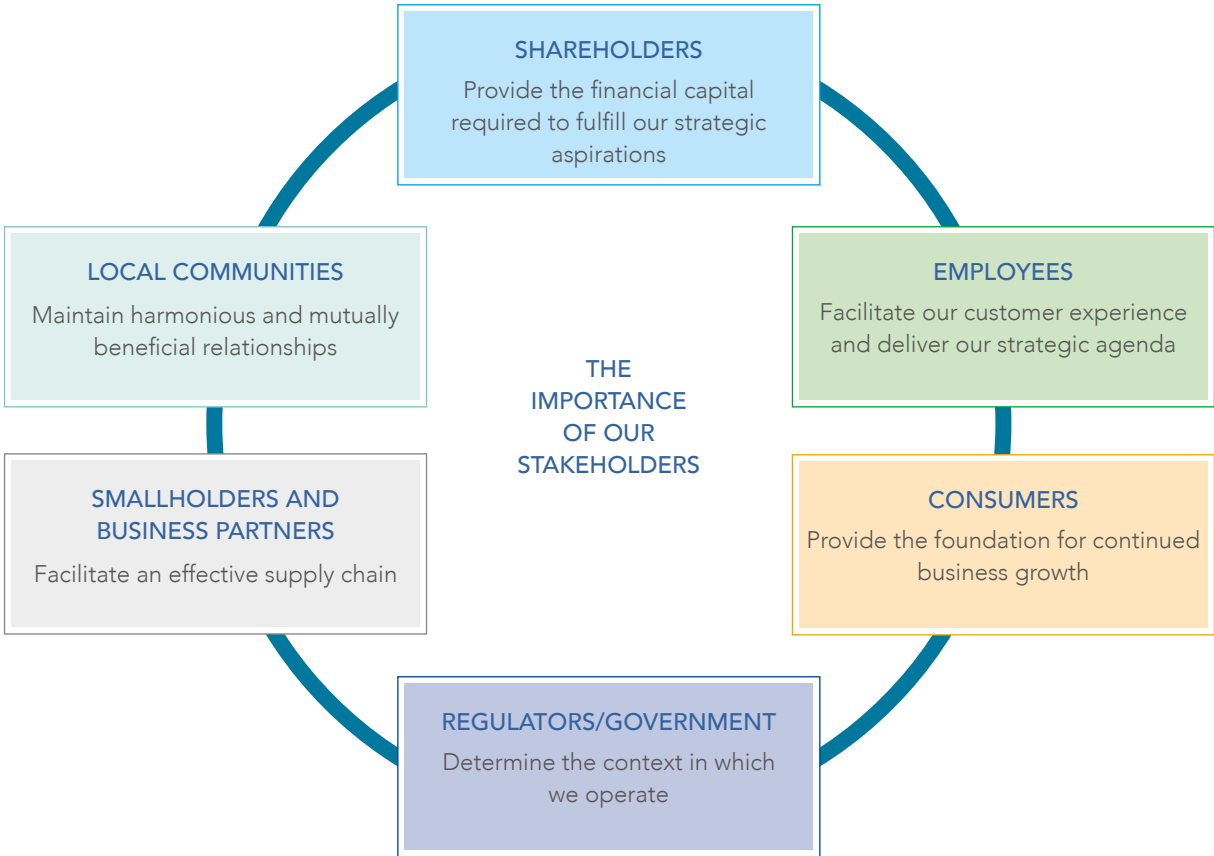 SHAREHOLDERS
Provide the financial capital
required to fulfill our strategic
aspirations
LOCAL COMMUNITIES
Maintain harmonious and mutually
beneficial relationships
EMPLOYEES
Facilitate our customer experience
and deliver our strategic agenda
THE
IMPORTANCE
OF OUR
STAKEHOLDERS
SMALLHOLDERS AND
BUSINESS PARTNERS
Facilitate an effective supply chain
CONSUMERS
Provide the foundation for continued
business growth
REGULATORS/GOVERNMENT
Determine the context in which
we operate